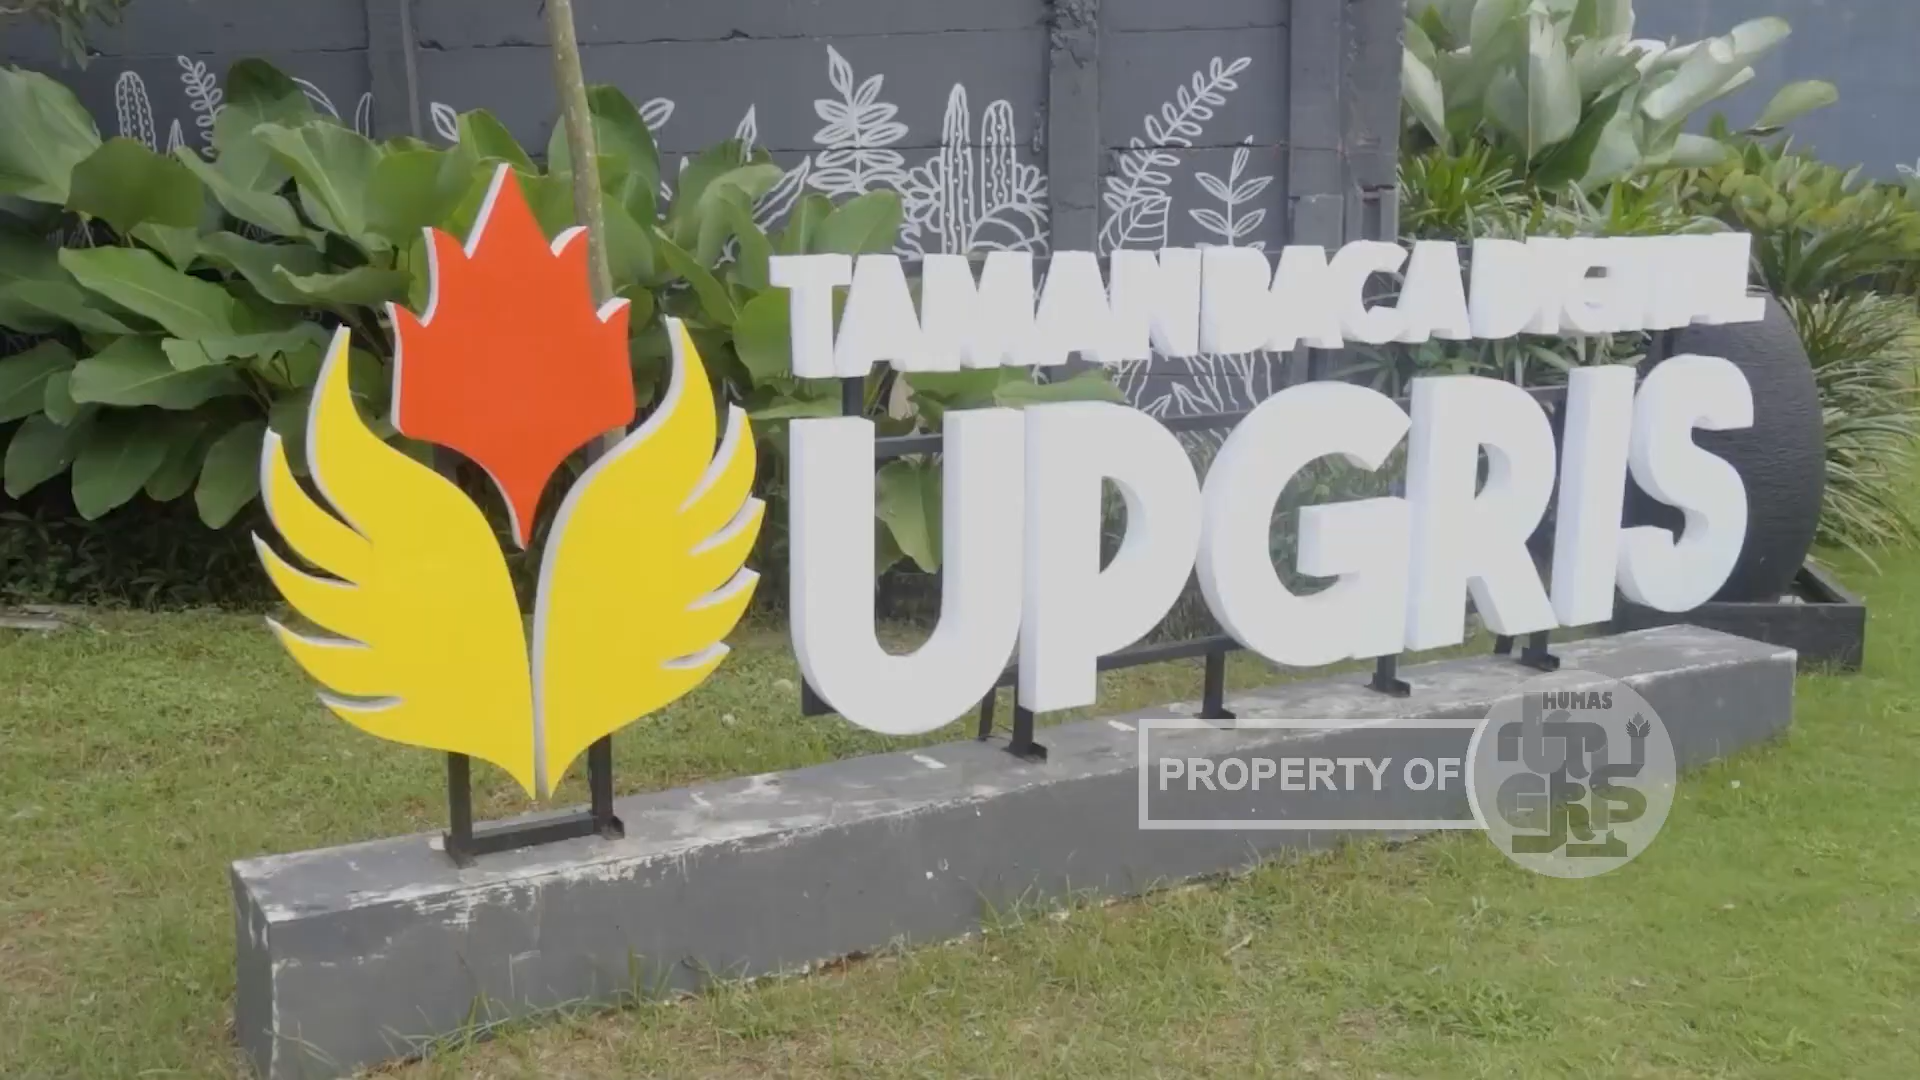 TAMAN BACA DIGITAL
UPGRIS
PROPERTY OF
HUMAS
UPGRIS